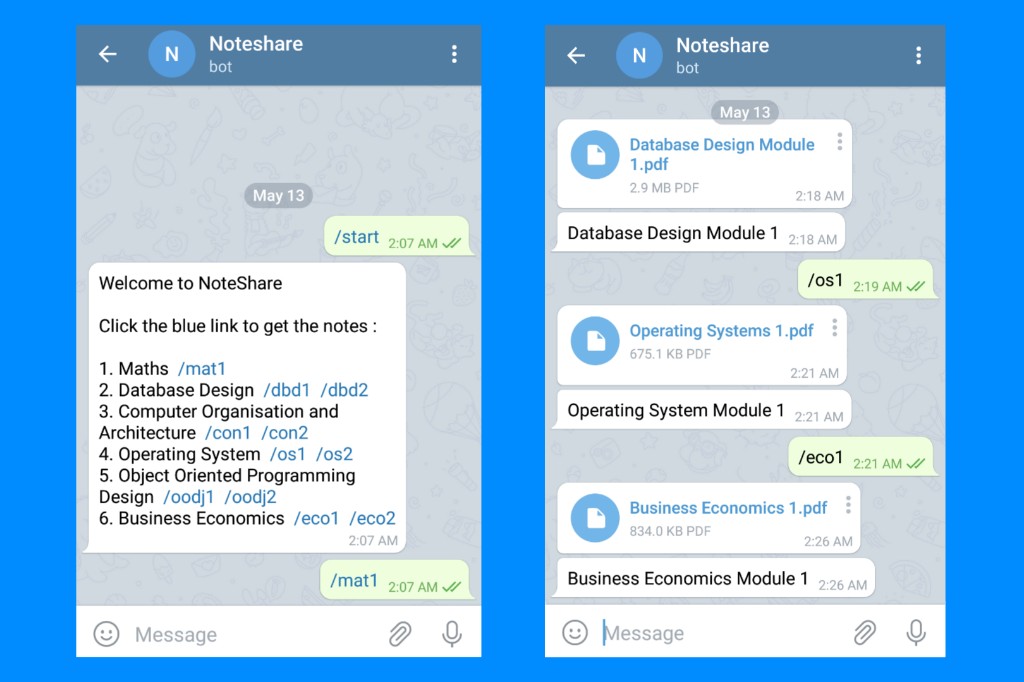 N
Noteshare
bot
May 13
/start 2:07 AM
Welcome to NoteShare
Click the blue link to get the notes :
1. Maths /mat1
2. Database Design /dbd1 /dbd2
3. Computer Organisation and
Architecture /con1 /con2
4. Operating System /os1 /os2
5. Object Oriented Programming
Design /oodj1 /oodj2
6. Business Economics /eco1 /eco2
2:07 AM
/mat1 2:07 AM
Message
N
Noteshare
bot
May 13
Database Design Module
1.pdf
2.9 MB PDF
2:18 AM
Database Design Module 1 2:18 AM
/os1 2:19 AM
Operating Systems 1.pdf
675.1 KB PDF
2:21 AM
Operating System Module 1 2:21 AM
/eco1 2:21 AM
Business Economics 1.pdf
834.0 KB PDF
2:26 AM
Business Economics Module 1 2:26 AM
Message